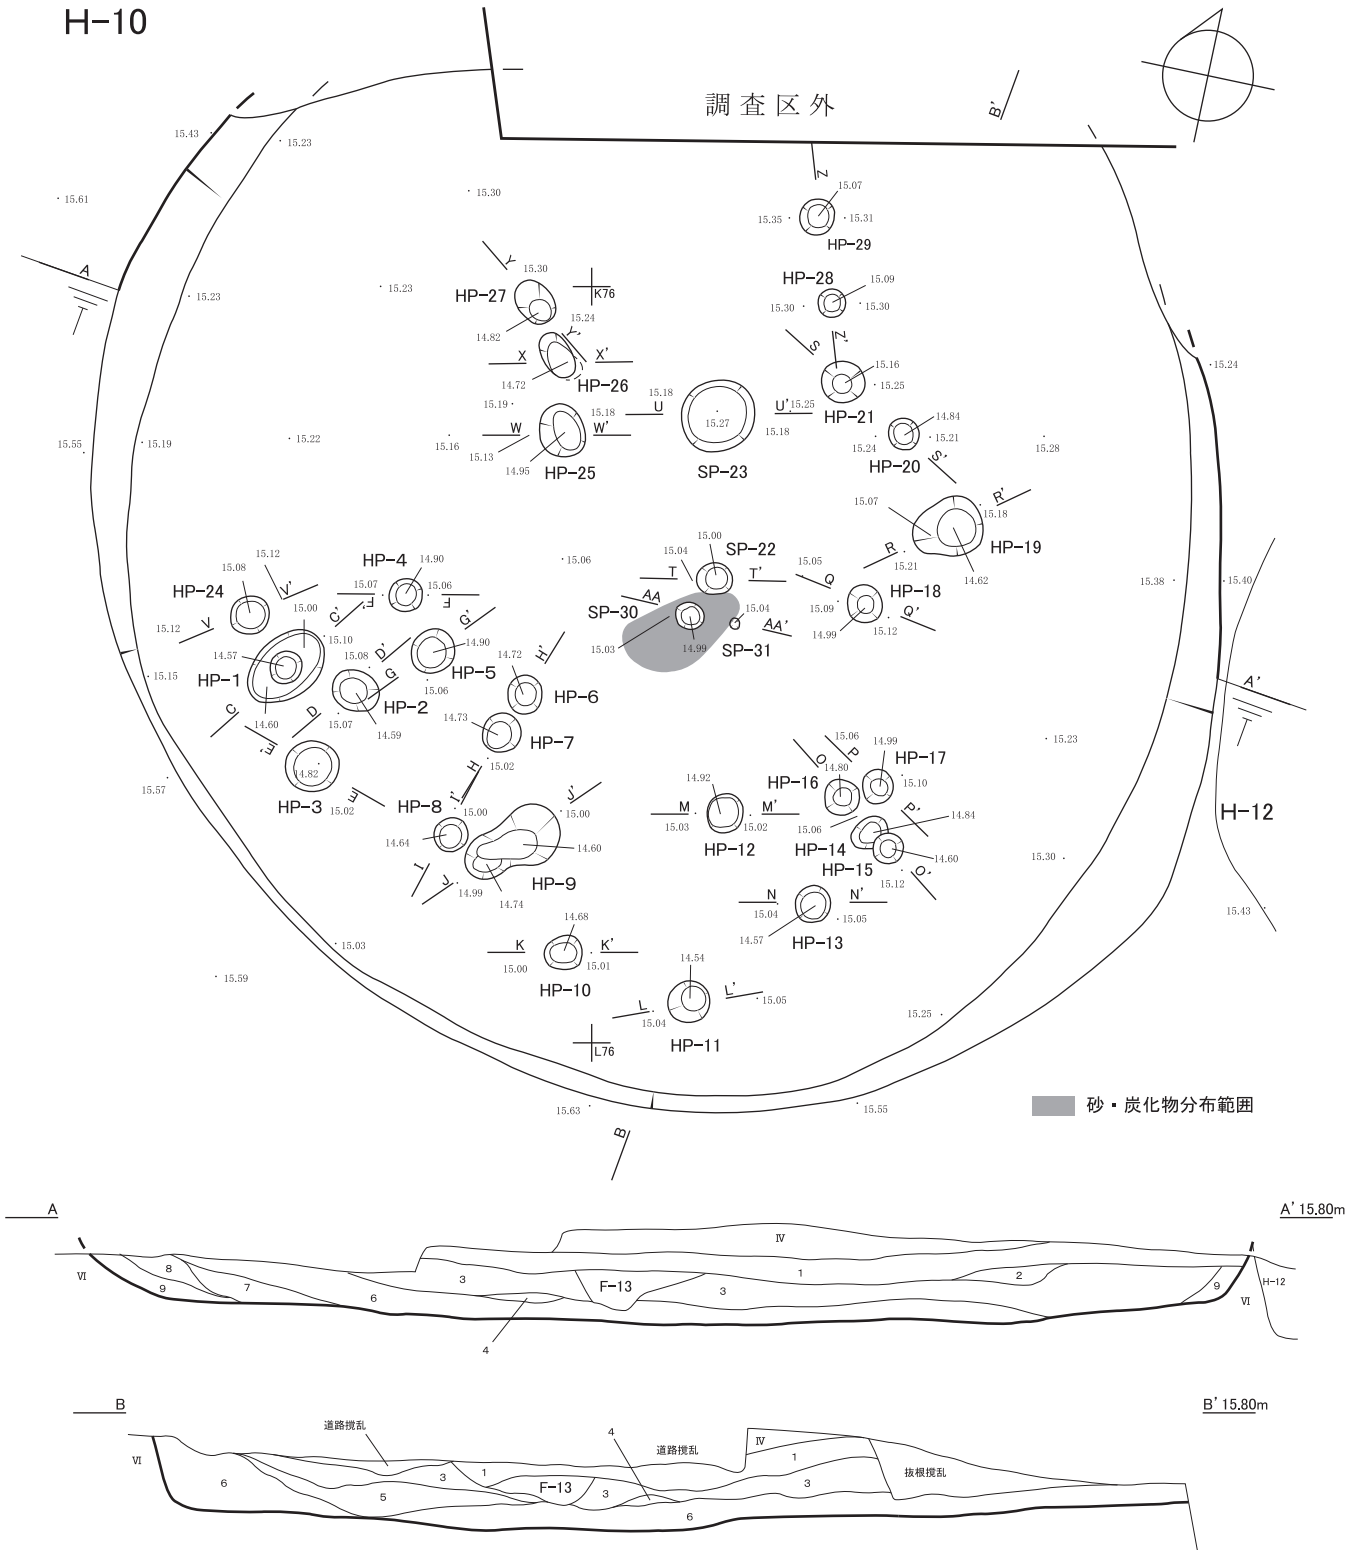 H-10
調査区外
B'
15.43
15.23
15.61
15.30
Z
15.07
15.35
15.31
HP-29
A
Y
15.30
HP-27
K76
HP-28
15.09
15.23
15.23
15.24
15.30
15.30
14.82
Y'
S
Z'
X
X'
15.16
15.24
14.72
HP-26
15.18
15.25
15.19
15.18
U
U'
15.25
HP-21
14.84
15.55
15.19
15.22
15.16
W
W'
15.27
15.18
15.24
15.21
15.28
15.13
14.95
HP-25
SP-23
HP-20
S'
15.07
R'
15.18
15.00
SP-22
R
HP-19
15.12
HP-4
14.90
15.06
15.04
15.05
15.21
14.62
15.08
V'
15.00
15.07
15.06
T
T'
Q
HP-18
15.38
15.40
HP-24
C'
F'
F
AA
15.04
15.09
SP-30
Q'
V
15.12
15.10
G'
AA'
14.99
15.12
14.57
15.08
D'
14.90
H'
15.03
14.99
SP-31
15.15
HP-1
G
HP-5
14.72
HP-6
A'
C
14.60
D
15.07
HP-2
15.06
14.59
14.73
HP-7
15.06
P
14.99
HP-17
15.23
E'
O
14.80
15.02
14.82
H
HP-16
15.10
15.57
HP-3
15.02
E
HP-8
I'
15.00
J'
15.00
14.92
M
M'
P'
14.84
H-12
15.03
15.02
15.06
14.64
14.60
HP-12
HP-14
14.60
15.30
I
HP-15
J
14.99
HP-9
15.12
O'
14.74
N
N'
15.04
15.05
15.43
14.68
14.57
HP-13
15.03
K
K'
14.54
15.59
15.00
15.01
HP-10
L
L'
15.05
15.04
15.25
L76
HP-11
15.63
15.55
砂・炭化物分布範囲
B
A
A' 15.80m
IV
VI
8
9
7
6
3
F-13
1
3
2
9
VI
H-12
4
B
B' 15.80m
道路撹乱
4
道路撹乱
IV
VI
1
3
1
抜根撹乱
6
5
F-13
3
3
6